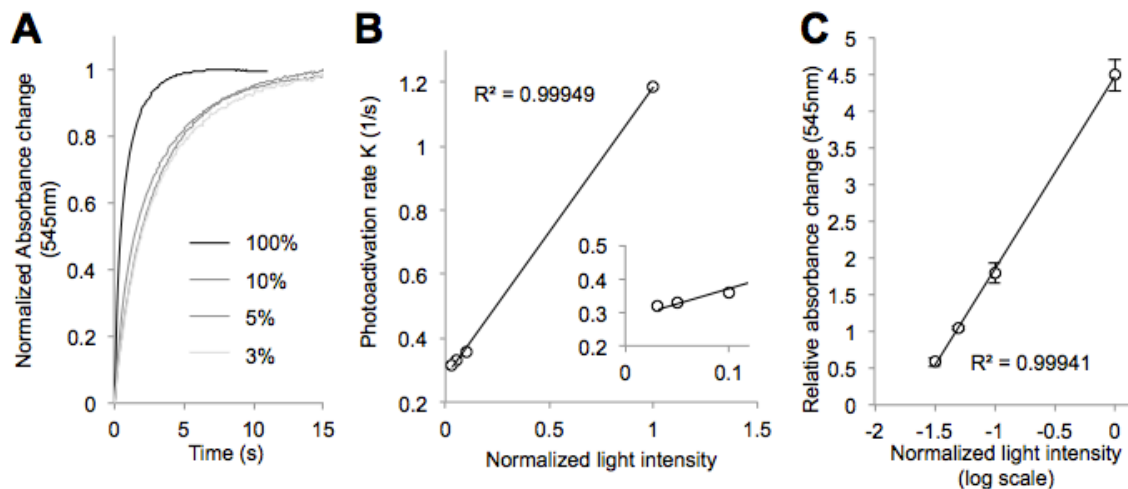 A
Normalized Absorbance change
(545nm)
1
0.8
0.6
0.4
0.2
0
100%
10%
5%
3%
0 5 10 15
Time (s)
B
Photoactivation rate K (1/s)
1.2
1
0.8
0.6
0.4
0.2
R² = 0.99949
0.5
0.4
0.3
0.2
0 0.1
0 0.5 1 1.5
Normalized light intensity
C
Relative absorbance change (545nm)
5
4.5
4
3.5
3
2.5
2
1.5
1
0.5
0
R² = 0.99941
-2 -1.5 -1 -0.5 0
Normalized light intensity
(log scale)